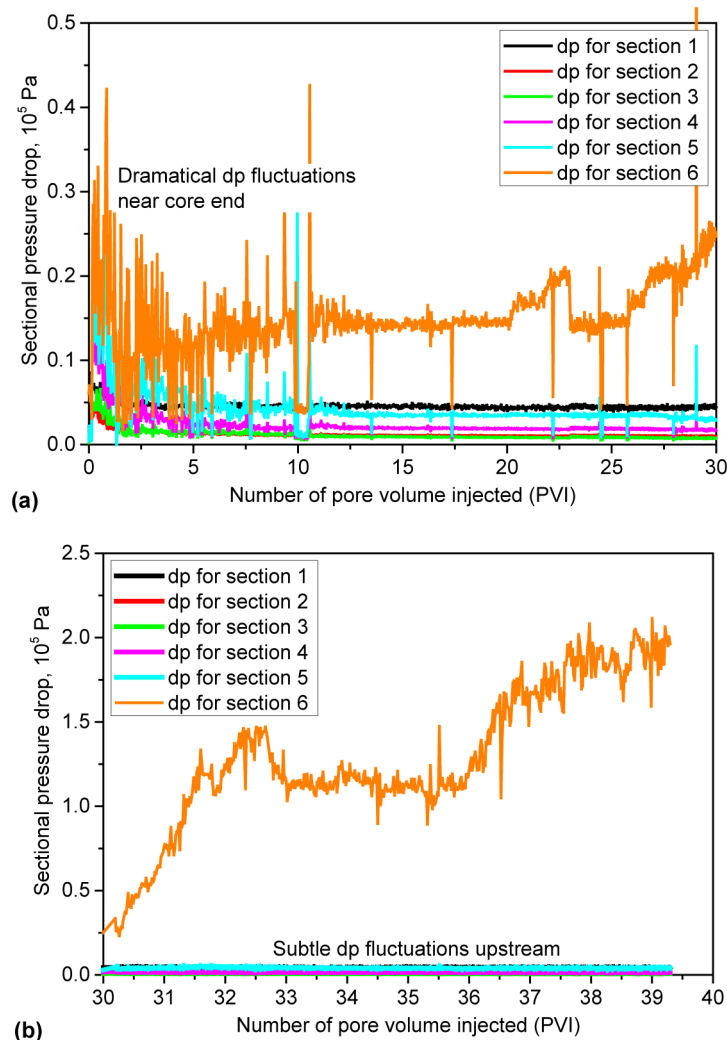 0.5
0.4
0.3
0.2
0.1
0.0
Sectional pressure drop, 10⁵ Pa
dp for section 1
dp for section 2
dp for section 3
dp for section 4
dp for section 5
dp for section 6
Dramatical dp fluctuations
near core end
0 5 10 15 20 25 30
Number of pore volume injected (PVI)
(a)
2.5
2.0
1.5
1.0
0.5
0.0
Sectional pressure drop, 10⁵ Pa
dp for section 1
dp for section 2
dp for section 3
dp for section 4
dp for section 5
dp for section 6
Subtle dp fluctuations upstream
30 31 32 33 34 35 36 37 38 39 40
Number of pore volume injected (PVI)
(b)